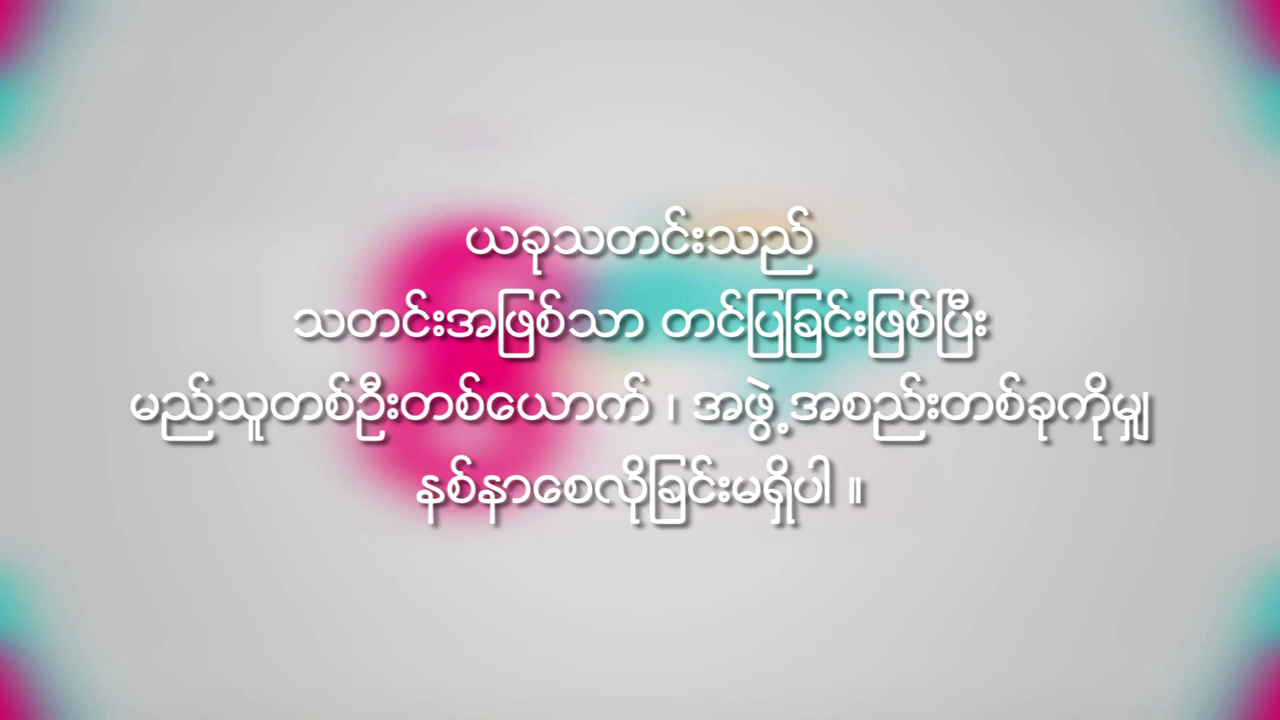 ယခုသတင်းသည်
သတင်းအဖြစ်သာ တင်ပြခြင်းဖြစ်ပြီး
မည်သူတစ်ဦးတစ်ယောက် ၊ အဖွဲ့အစည်းတစ်ခုကိုမျှ
နစ်နာစေလိုခြင်းမရှိပါ ။